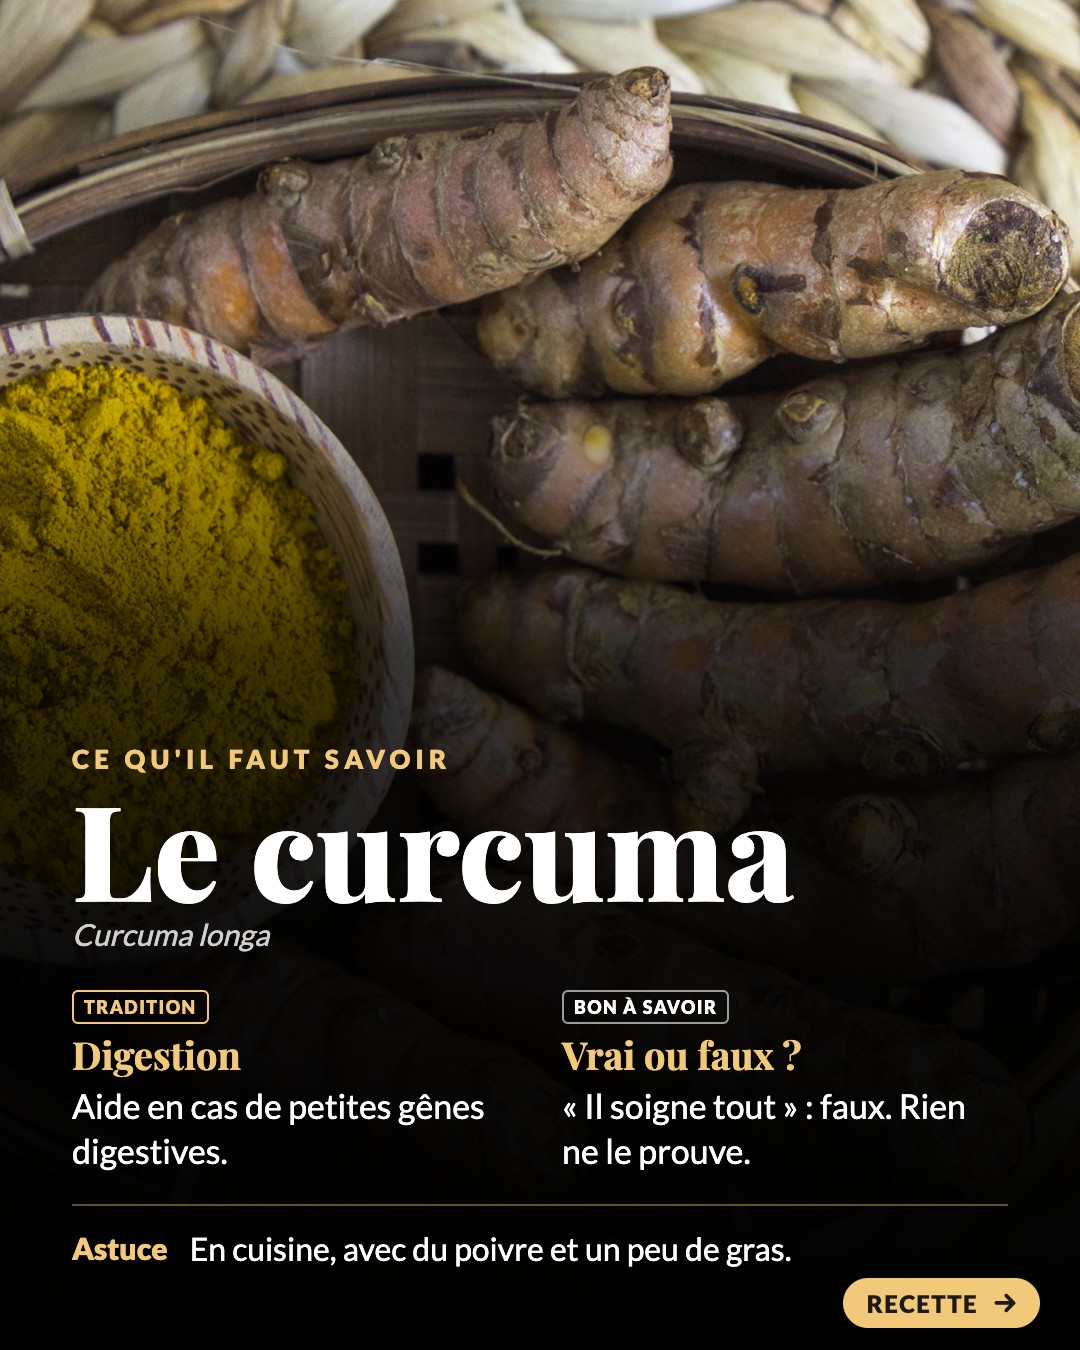 CE QU'IL FAUT SAVOIR
Le curcuma
Curcuma longa
TRADITION
Digestion
Aide en cas de petites gênes
digestives.
BON À SAVOIR
Vrai ou faux ?
« Il soigne tout » : faux. Rien
ne le prouve.
Astuce En cuisine, avec du poivre et un peu de gras.
RECETTE →